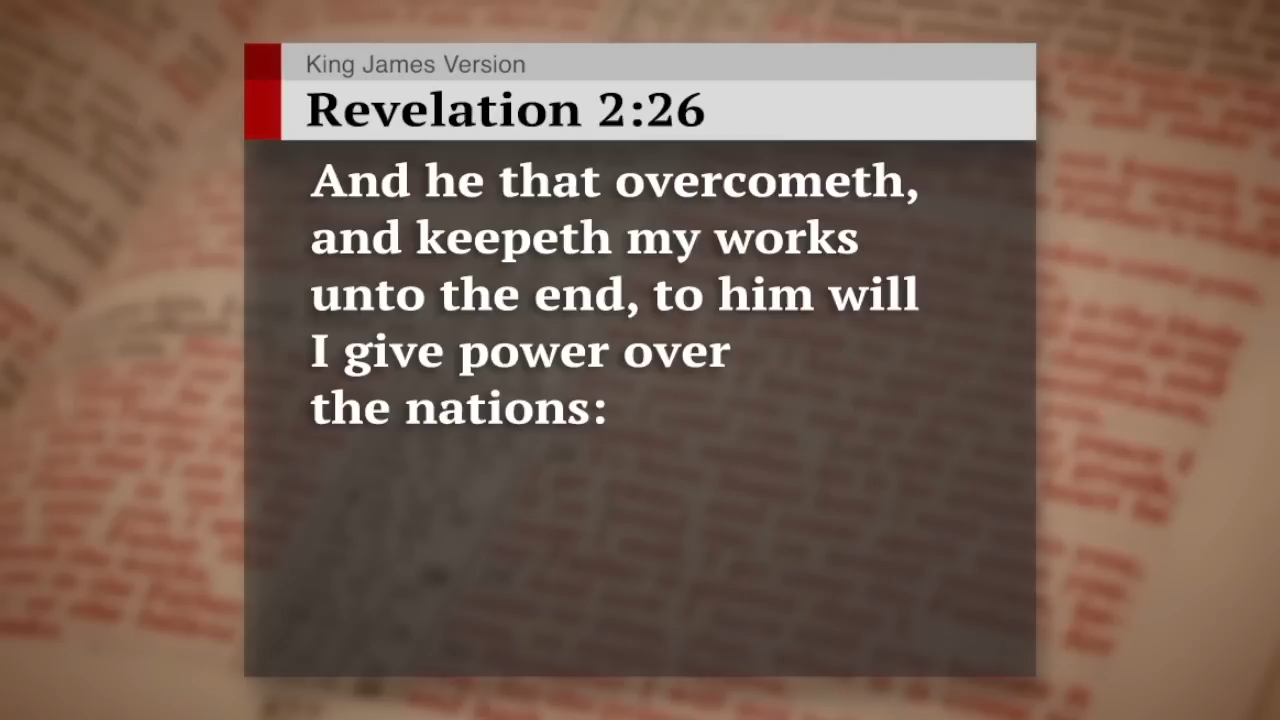 King James Version
Revelation 2:26
And he that overcometh,
and keepeth my works
unto the end, to him will
I give power over
the nations: